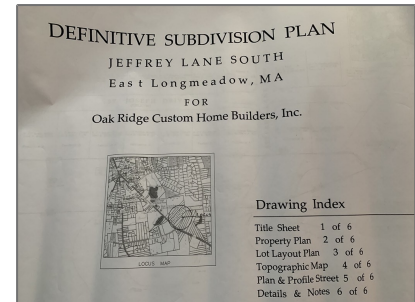 DEFINITIVE SUBDIVISION PLAN
JEFFREY LANE SOUTH
East Longmeadow, MA
FOR
Oak Ridge Custom Home Builders, Inc.
LOCUS MAP
Drawing Index
Title Sheet 1 of 6
Property Plan 2 of 6
Lot Layout Plan 3 of 6
Topographic Map 4 of 6
Plan & Profile Street 5 of 6
Details & Notes 6 of 6